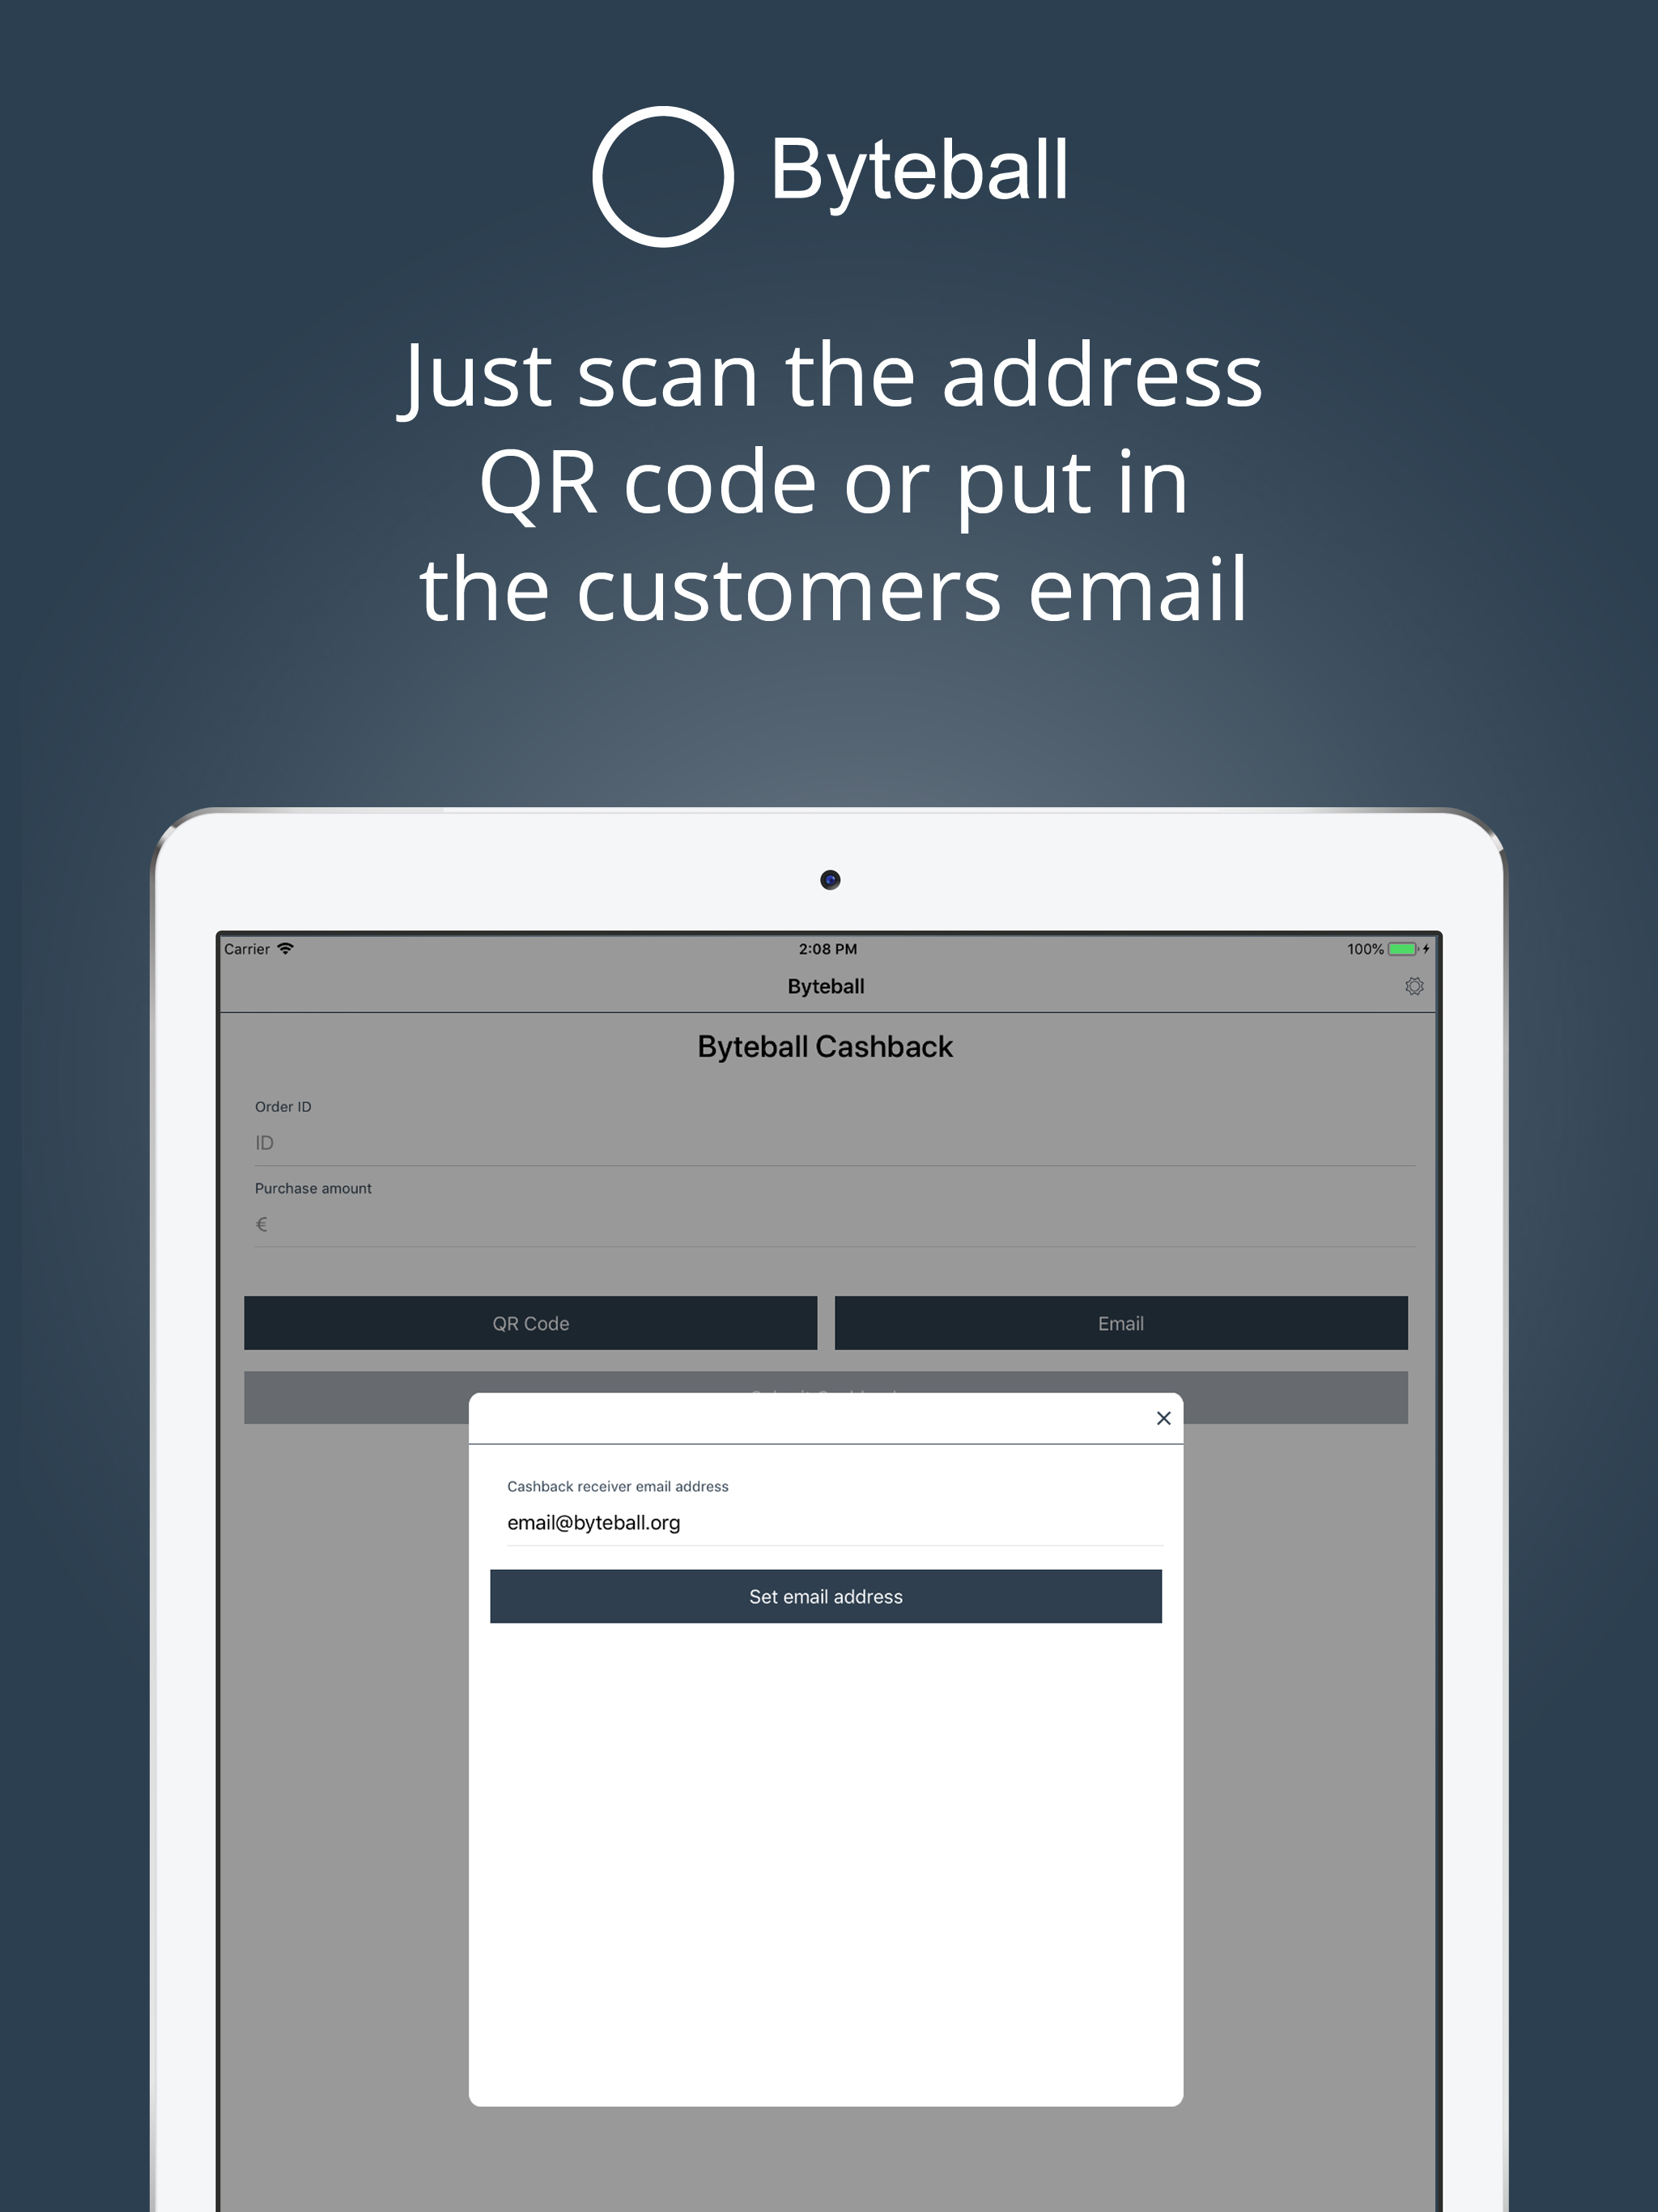 Byteball
Just scan the address
QR code or put in
the customers email
Carrier 2:08 PM 100%
Byteball
Byteball Cashback
Order ID
ID
Purchase amount
€
QR Code Email
Cashback receiver email address
email@byteball.org
Set email address